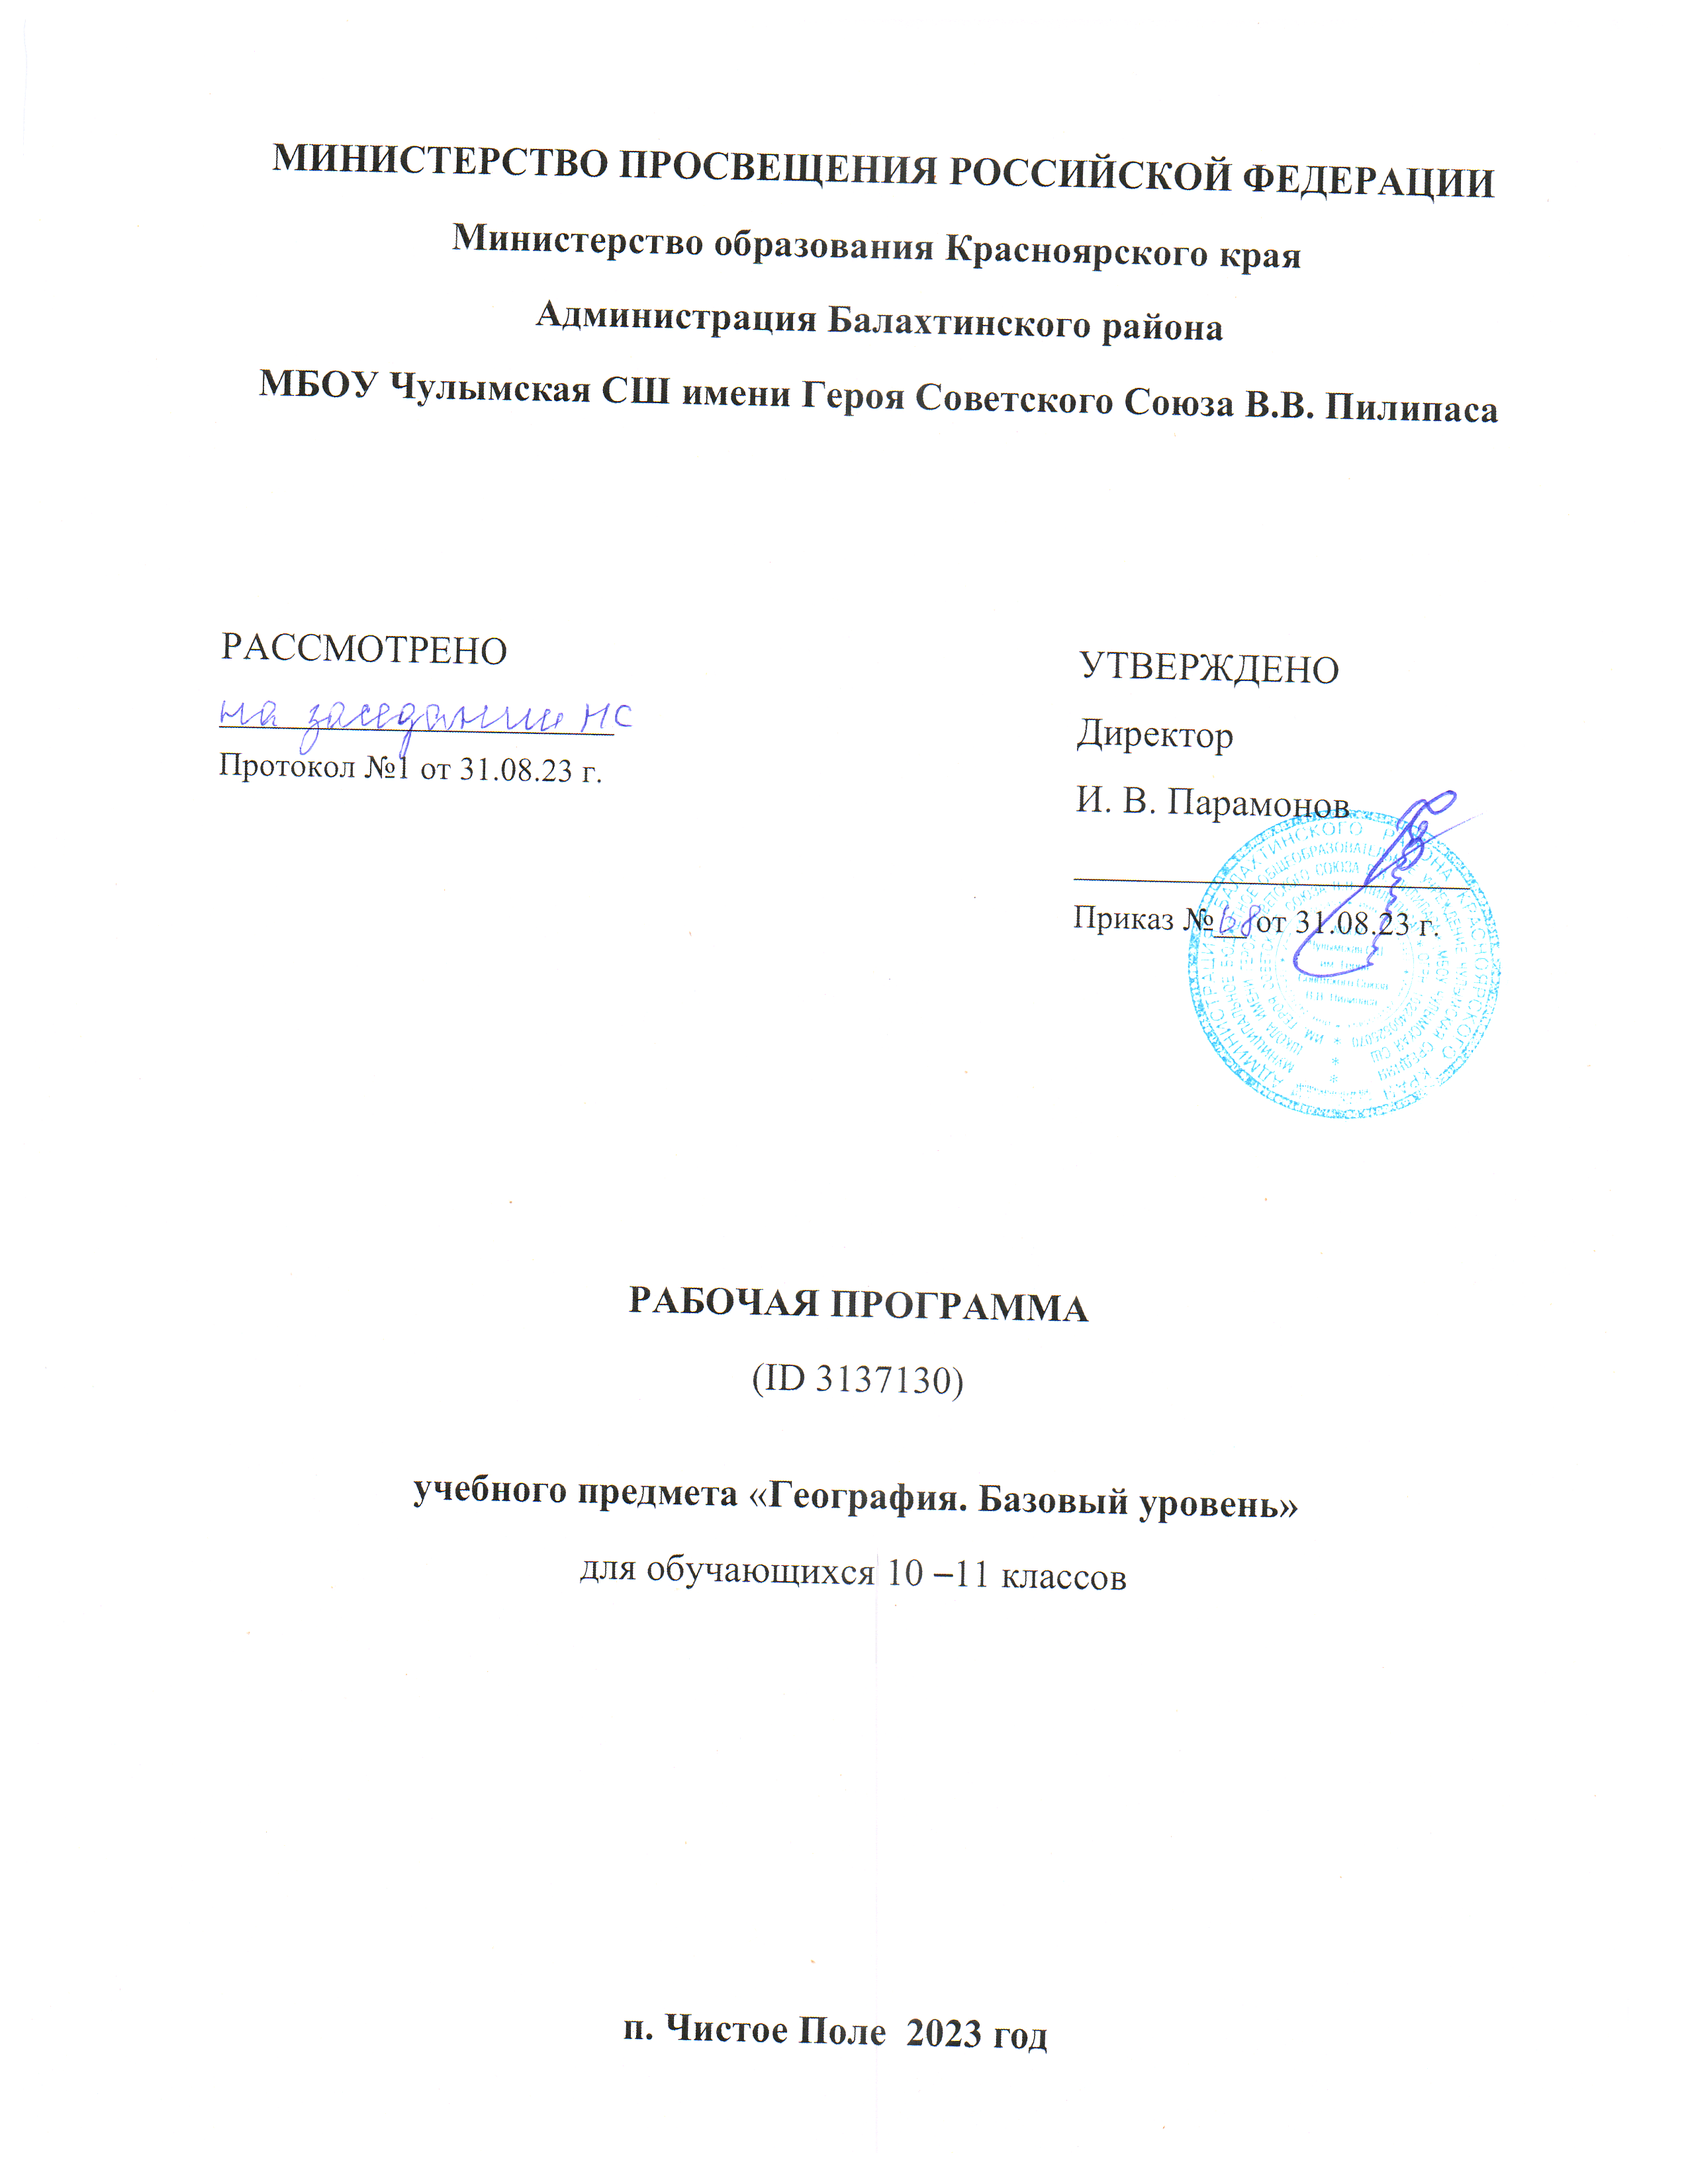 МИНИСТЕРСТВО ПРОСВЕЩЕНИЯ РОССИЙСКОЙ ФЕДЕРАЦИИ
Министерство образования Красноярского края
Администрация Балахтинского района
МБОУ Чулымская СШ имени Героя Советского Союза В.В. Пилипаса
РАССМОТРЕНО
на заседании НС
Протокол №1 от 31.08.23 г.
УТВЕРЖДЕНО
Директор
И. В. Парамонов
Приказ № от 31.08.23 г.
РАБОЧАЯ ПРОГРАММА
(ID 3137130)
учебного предмета «География. Базовый уровень»
для обучающихся 10 –11 классов
п. Чистое Поле 2023 год